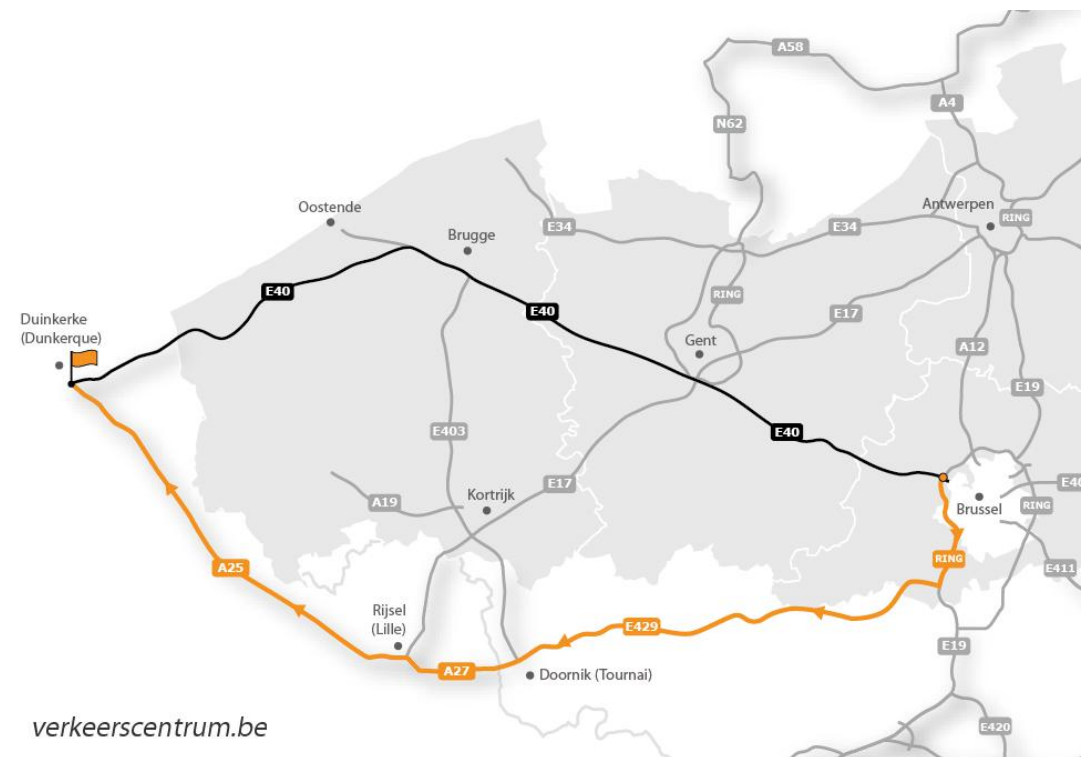 A58
A4
N62
Antwerpen
RING
Oostende
E34
E34
Brugge
E40
RING
E40
E17
Duinkerke
(Dunkerque)
Gent
A12
E19
E403
E40
E17
A19
Kortrijk
E40
Brussel
RING
RING
A25
E411
Rijsel
(Lille)
E429
E19
A27
Doornik (Tournai)
verkeerscentrum.be
E420